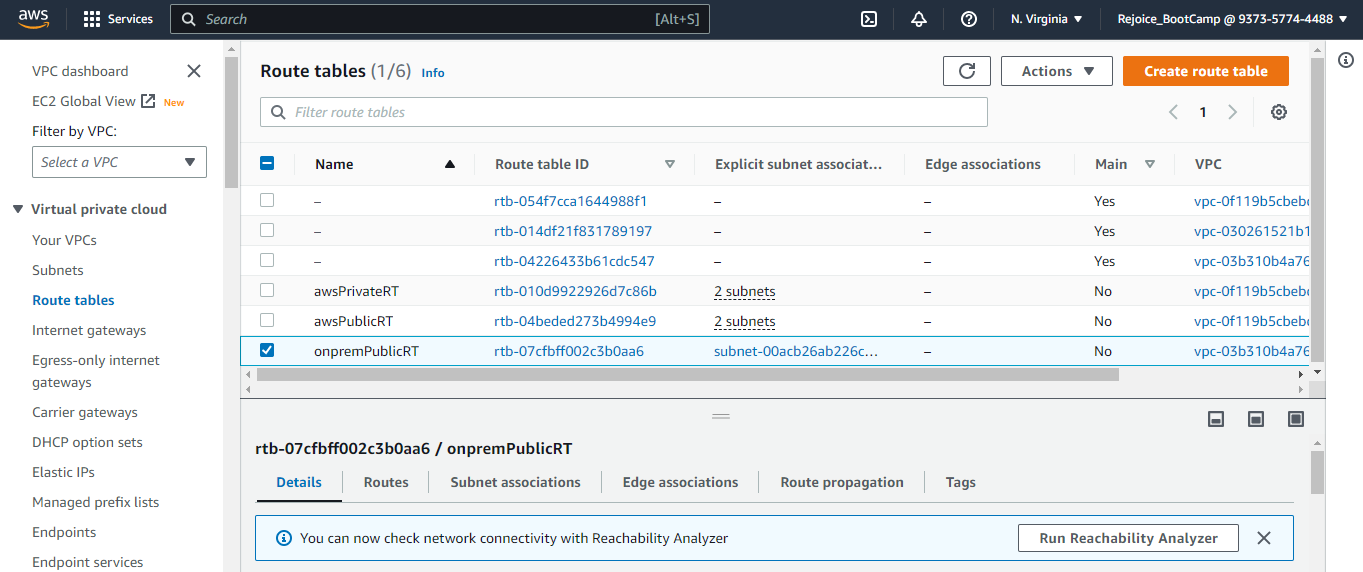 aws Services Search [Alt+S] N. Virginia Rejoice_BootCamp @ 9373-5774-4488
VPC dashboard
EC2 Global View New
Filter by VPC:
Select a VPC
Virtual private cloud
Your VPCs
Subnets
Route tables
Internet gateways
Egress-only internet
gateways
Carrier gateways
DHCP option sets
Elastic IPs
Managed prefix lists
Endpoints
Endpoint services
Route tables (1/6) Info Actions Create route table
Filter route tables 1
Name Route table ID Explicit subnet associat... Edge associations Main VPC
– rtb-054f7cca1644988f1 – – Yes vpc-0f119b5cbebc
– rtb-014df21f831789197 – – Yes vpc-030261521b1
– rtb-04226433b61cdc547 – – Yes vpc-03b310b4a76
awsPrivateRT rtb-010d9922926d7c86b 2 subnets – No vpc-0f119b5cbebc
awsPublicRT rtb-04beded273b4994e9 2 subnets – No vpc-0f119b5cbebc
onpremPublicRT rtb-07cfbff002c3b0aa6 subnet-00acb26ab226c... – No vpc-03b310b4a76
rtb-07cfbff002c3b0aa6 / onpremPublicRT
Details Routes Subnet associations Edge associations Route propagation Tags
You can now check network connectivity with Reachability Analyzer Run Reachability Analyzer